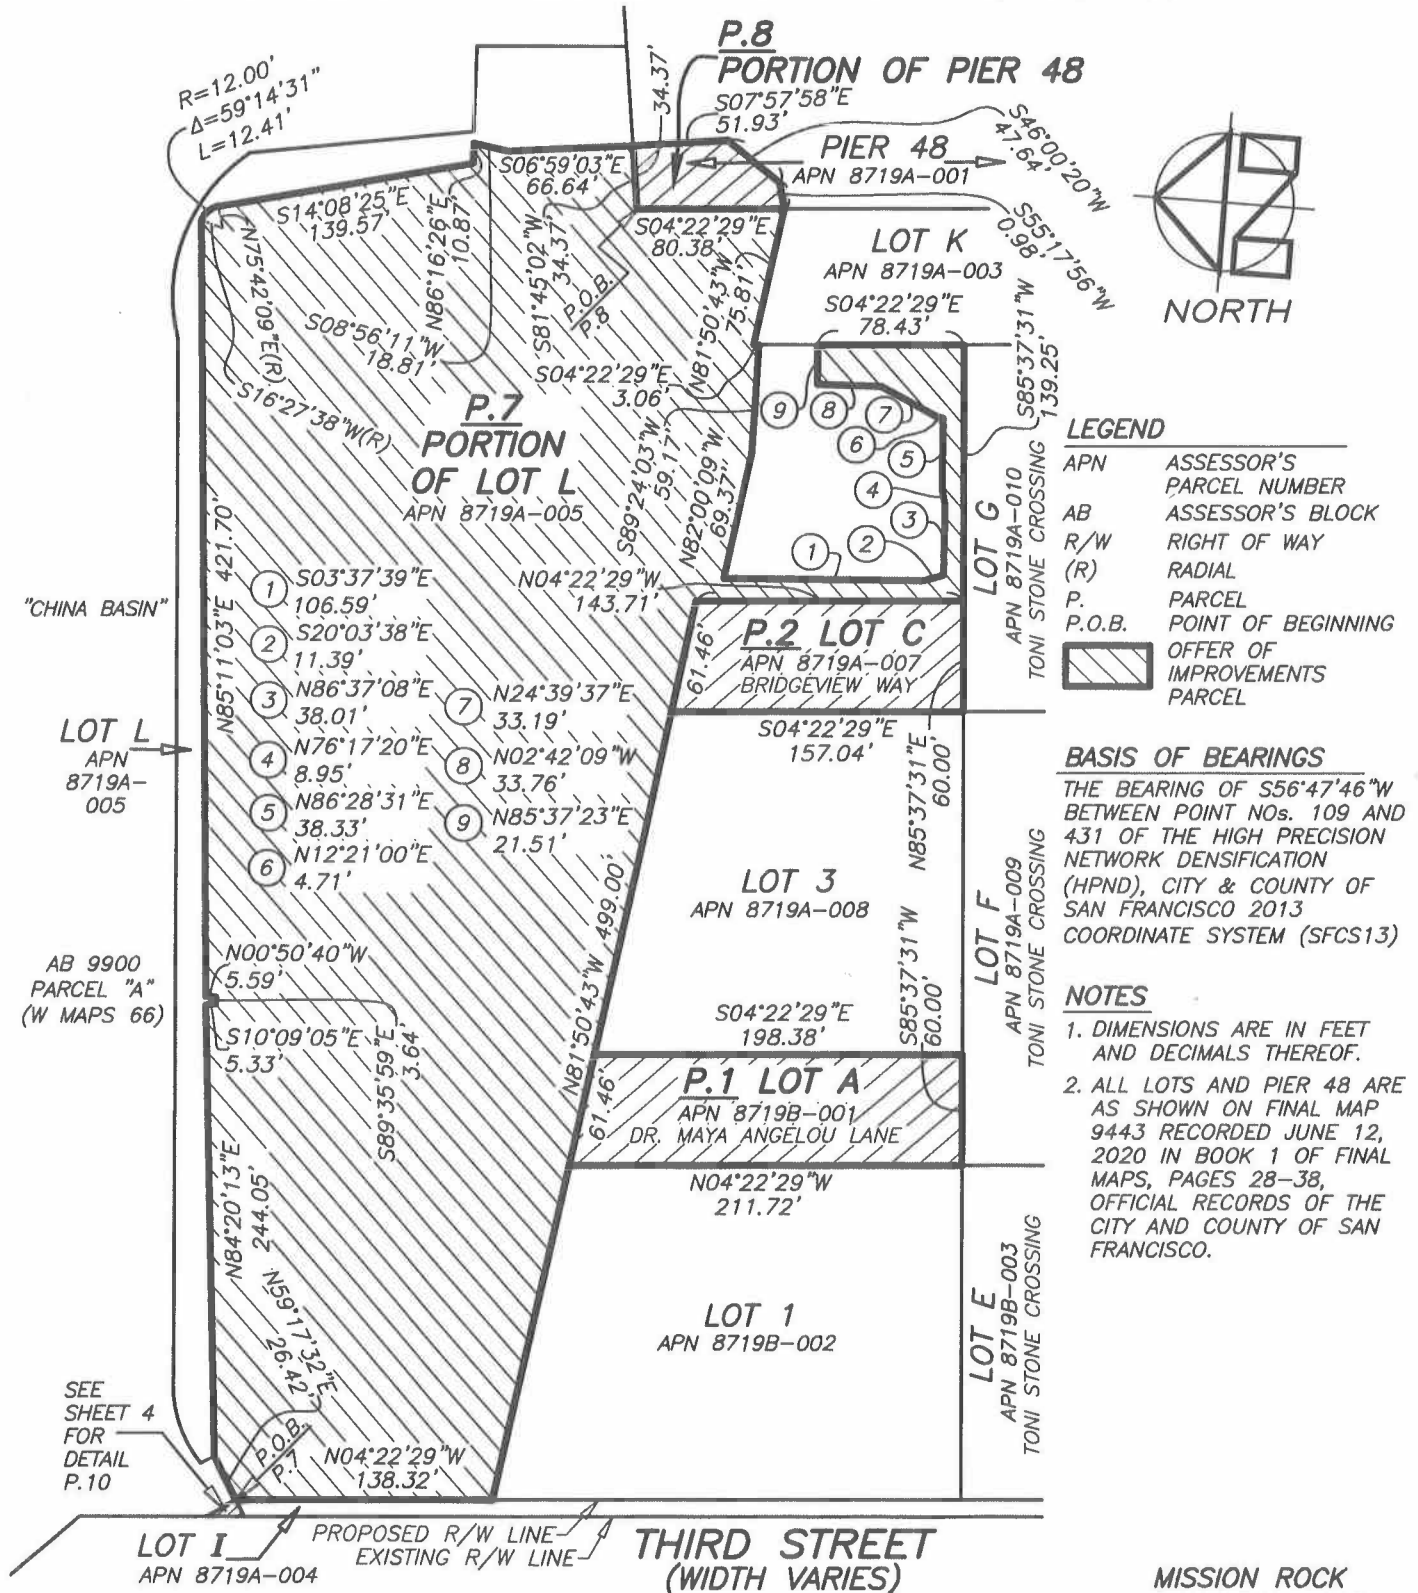 P.8
PORTION OF PIER 48
R=12.00'
Δ=59°14'31"
L=12.41'
34.37'
S07°57'58"E
51.93'
S46°00'20"W
47.64'
PIER 48
APN 8719A-001
S06°59'03"E
66.64'
S14°08'25"E
139.57'
N86°16'26"E
10.87'
S81°45'02"W
34.37'
S04°22'29"E
80.38'
S55°17'56"W
0.98'
LOT K
APN 8719A-003
NORTH
N75°42'09"E(R)
P.O.B.
P.8
N81°50'43"W
75.81'
S04°22'29"E
78.43'
S85°37'31"W
139.25'
S08°56'11"W
18.81'
S16°27'38"W(R)
S04°22'29"E
3.06'
P.7
PORTION
OF LOT L
APN 8719A-005
9
8
7
6
5
4
3
2
1
S89°24'03"W
59.17'
N82°00'09"W
69.37'
LOT G
APN 8719A-010
TONI STONE CROSSING
LEGEND
APN ASSESSOR'S
PARCEL NUMBER
AB ASSESSOR'S BLOCK
R/W RIGHT OF WAY
(R) RADIAL
P. PARCEL
P.O.B. POINT OF BEGINNING
OFFER OF
IMPROVEMENTS
PARCEL
N85°11'03"E 421.70'
"CHINA BASIN"
N04°22'29"W
143.71'
1 S03°37'39"E
106.59'
2 S20°03'38"E
11.39'
3 N86°37'08"E
38.01'
4 N76°17'20"E
8.95'
5 N86°28'31"E
38.33'
6 N12°21'00"E
4.71'
7 N24°39'37"E
33.19'
8 N02°42'09"W
33.76'
9 N85°37'23"E
21.51'
61.46'
P.2 LOT C
APN 8719A-007
BRIDGEVIEW WAY
S04°22'29"E
157.04'
N85°37'31"E
60.00'
LOT L
APN
8719A-
005
BASIS OF BEARINGS
THE BEARING OF S56°47'46"W
BETWEEN POINT NOs. 109 AND
431 OF THE HIGH PRECISION
NETWORK DENSIFICATION
(HPND), CITY & COUNTY OF
SAN FRANCISCO 2013
COORDINATE SYSTEM (SFCS13)
LOT 3
APN 8719A-008
LOT F
APN 8719A-009
TONI STONE CROSSING
N81°50'43"W 499.00'
AB 9900
PARCEL "A"
(W MAPS 66)
N00°50'40"W
5.59'
S10°09'05"E
5.33'
S89°35'59"E
3.64'
S04°22'29"E
198.38'
S85°37'31"W
60.00'
NOTES
1. DIMENSIONS ARE IN FEET
AND DECIMALS THEREOF.
2. ALL LOTS AND PIER 48 ARE
AS SHOWN ON FINAL MAP
9443 RECORDED JUNE 12,
2020 IN BOOK 1 OF FINAL
MAPS, PAGES 28-38,
OFFICIAL RECORDS OF THE
CITY AND COUNTY OF SAN
FRANCISCO.
61.46'
P.1 LOT A
APN 8719B-001
DR. MAYA ANGELOU LANE
N04°22'29"W
211.72'
N84°20'13"E
244.05'
N59°17'32"E
26.42'
LOT 1
APN 8719B-002
LOT E
APN 8719B-003
TONI STONE CROSSING
SEE
SHEET 4
FOR
DETAIL
P.10
P.O.B.
P.7
N04°22'29"W
138.32'
LOT I
APN 8719A-004
PROPOSED R/W LINE
EXISTING R/W LINE
THIRD STREET
(WIDTH VARIES)
MISSION ROCK